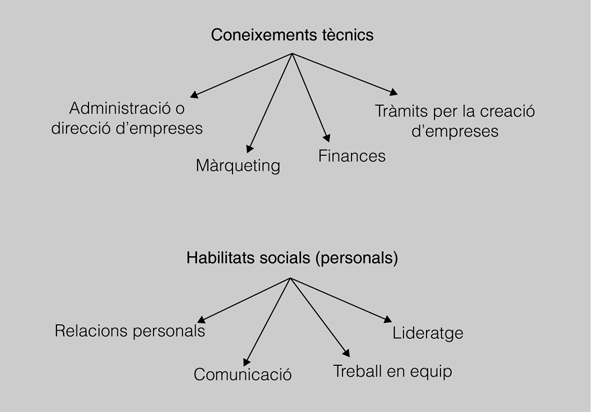 Coneixements tècnics
Administració o
direcció d'empreses
Màrqueting
Finances
Tràmits per la creació
d'empreses
Habilitats socials (personals)
Relacions personals
Comunicació
Treball en equip
Lideratge